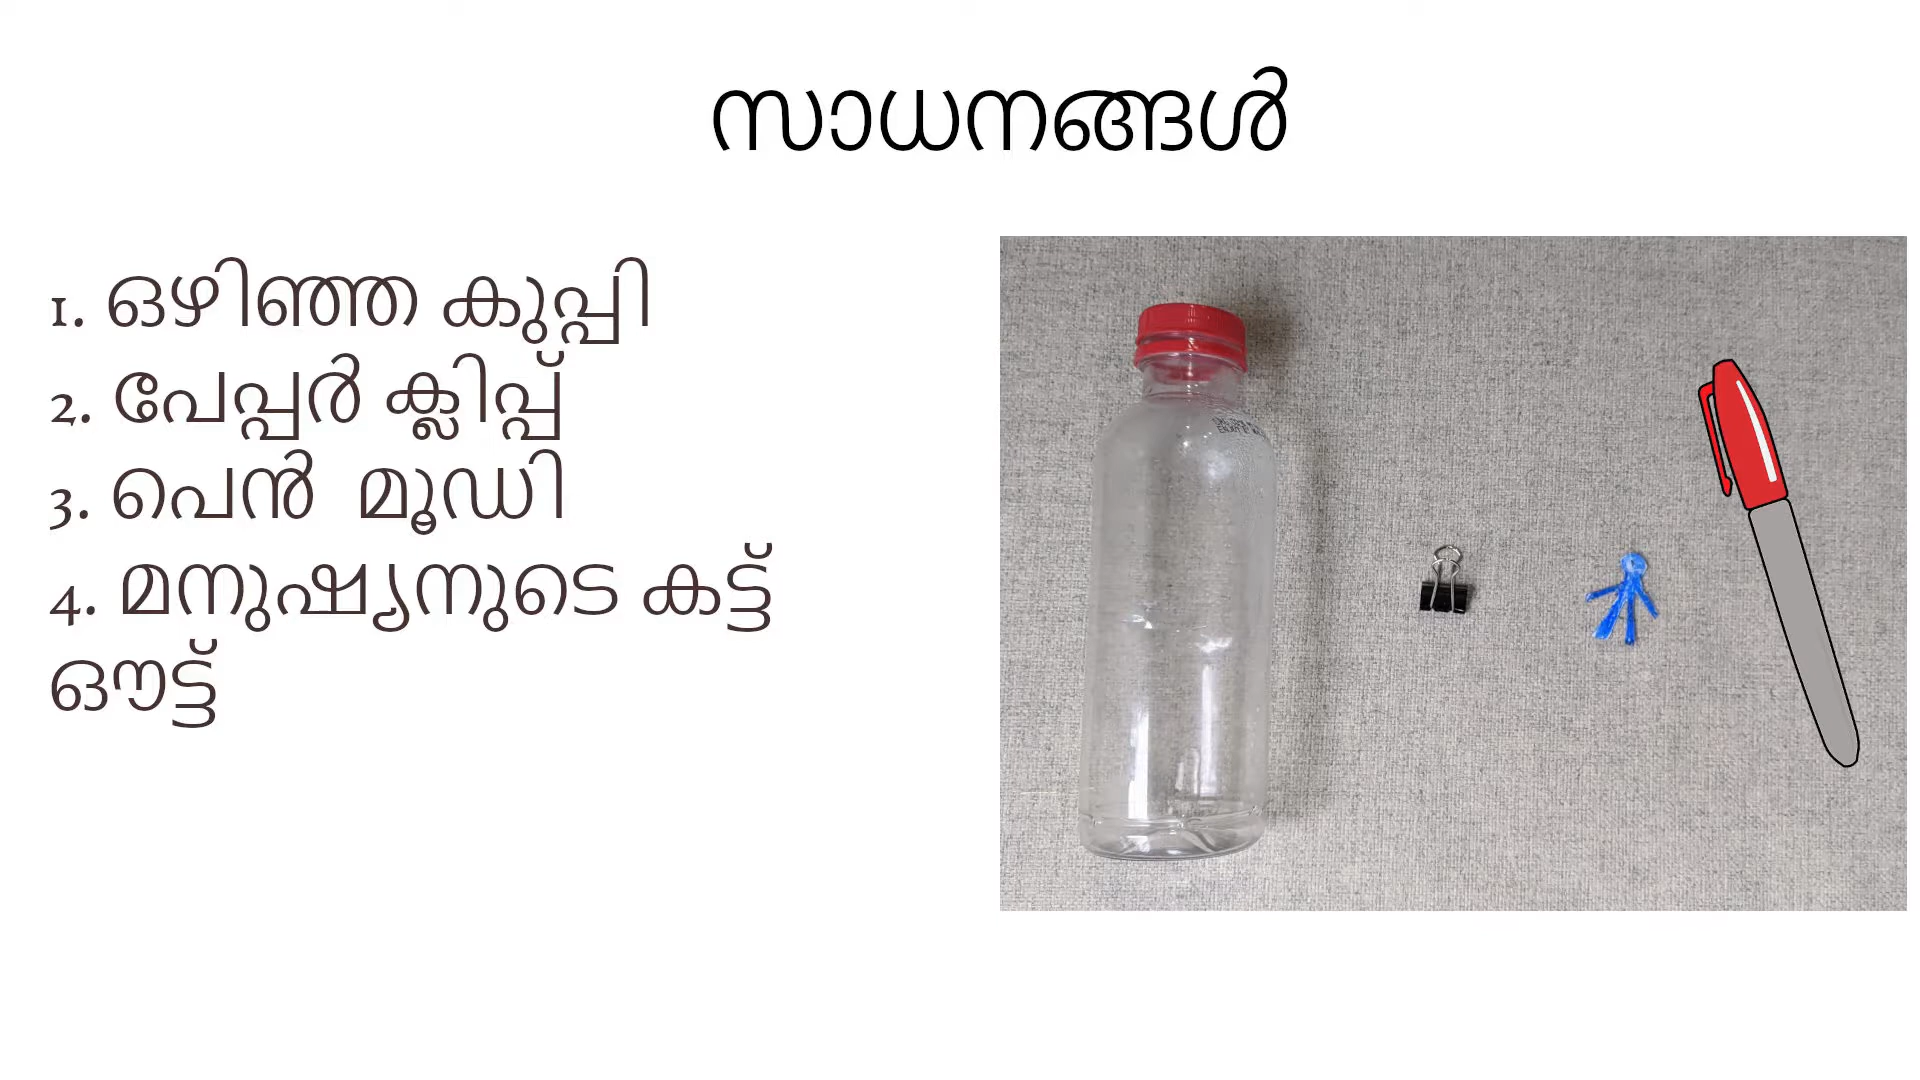 സാധനങ്ങൾ
1. ഒഴിഞ്ഞ കുപ്പി
2. പേപ്പർ ക്ലിപ്പ്
3. പെൻ  മൂഡി
4. മനുഷ്യനുടെ കട്ട്
ഔട്ട്